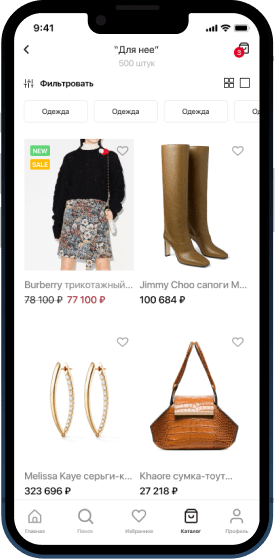 9:41
"Для нее"
500 штук
3
Фильтровать
Одежда Одежда Одежда Од
NEW
SALE
Burberry трикотажный... Jimmy Choo сапоги М...
78 100 ₽ 77 100 ₽ 100 684 ₽
Melissa Kaye серьги-к... Khaore сумка-тоут...
323 696 ₽ 27 218 ₽
Главная Поиск Избранное Каталог Профиль